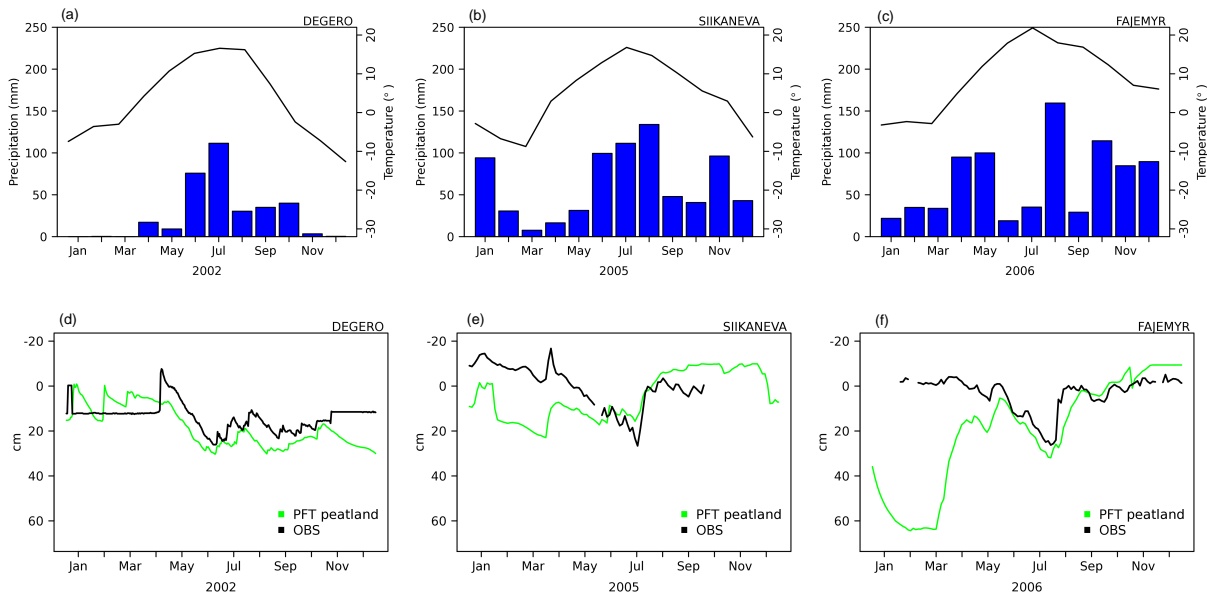 (a) DEGERO
Precipitation (mm)
250
200
150
100
50
0
Temperature (°)
20
10
0
-10
-20
-30
Jan Mar May Jul Sep Nov
2002
(b) SIIKANEVA
Precipitation (mm)
250
200
150
100
50
0
Temperature (°)
20
10
0
-10
-20
-30
Jan Mar May Jul Sep Nov
2005
(c) FAJEMYR
Precipitation (mm)
250
200
150
100
50
0
Temperature (°)
20
10
0
-10
-20
-30
Jan Mar May Jul Sep Nov
2006
(d) DEGERO
cm
-20
0
20
40
60
PFT peatland
OBS
Jan Mar May Jul Sep Nov
2002
(e) SIIKANEVA
cm
-20
0
20
40
60
PFT peatland
OBS
Jan Mar May Jul Sep Nov
2005
(f) FAJEMYR
cm
-20
0
20
40
60
PFT peatland
OBS
Jan Mar May Jul Sep Nov
2006